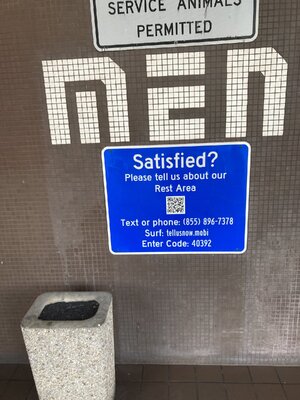 SERVICE ANIMALS
PERMITTED
MEN
Satisfied?
Please tell us about our
Rest Area
Text or phone: (855) 896-7378
Surf: tellusnow.mobi
Enter Code: 40392